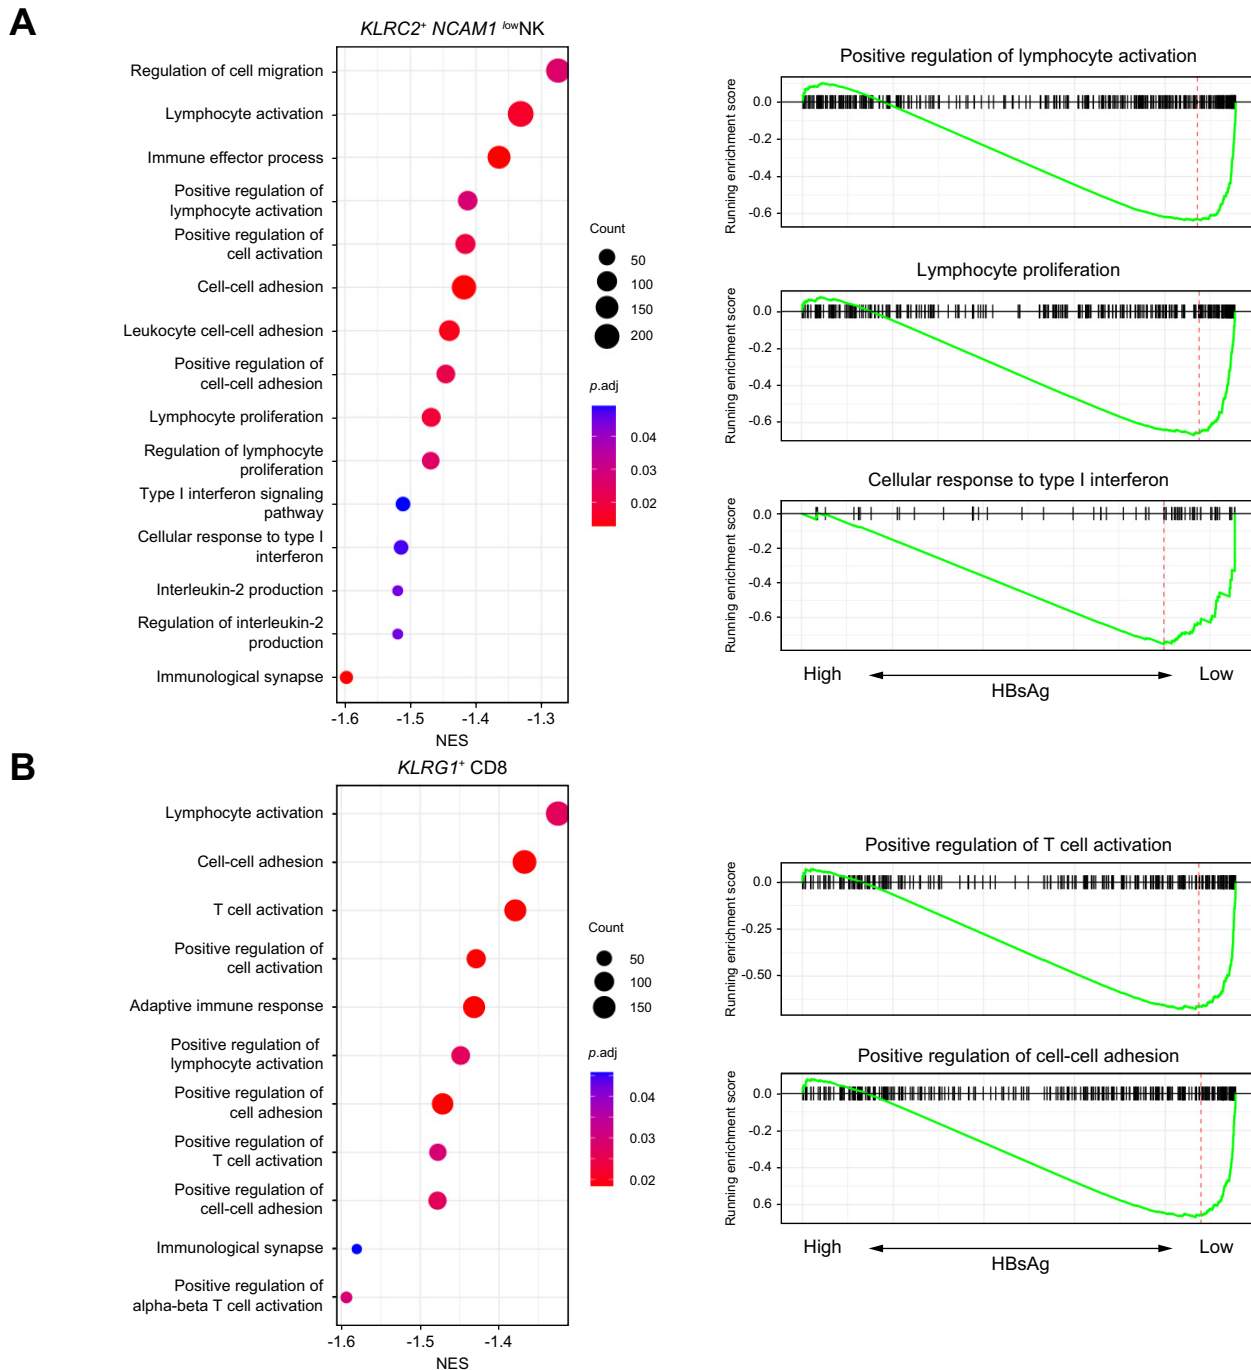 A
KLRC2⁺ NCAM1 ˡᵒʷNK
Regulation of cell migration
Lymphocyte activation
Immune effector process
Positive regulation of
lymphocyte activation
Positive regulation of
cell activation
Cell-cell adhesion
Leukocyte cell-cell adhesion
Positive regulation of
cell-cell adhesion
Lymphocyte proliferation
Regulation of lymphocyte
proliferation
Type I interferon signaling
pathway
Cellular response to type I
interferon
Interleukin-2 production
Regulation of interleukin-2
production
Immunological synapse
-1.6 -1.5 -1.4 -1.3
NES
Count
50
100
150
200
p.adj
0.04
0.03
0.02
Positive regulation of lymphocyte activation
Running enrichment score
0.0
-0.2
-0.4
-0.6
Lymphocyte proliferation
Running enrichment score
0.0
-0.2
-0.4
-0.6
Cellular response to type I interferon
Running enrichment score
0.0
-0.2
-0.4
-0.6
High Low
HBsAg
B
KLRG1⁺ CD8
Lymphocyte activation
Cell-cell adhesion
T cell activation
Positive regulation of
cell activation
Adaptive immune response
Positive regulation of
lymphocyte activation
Positive regulation of
cell adhesion
Positive regulation of
T cell activation
Positive regulation of
cell-cell adhesion
Immunological synapse
Positive regulation of
alpha-beta T cell activation
-1.6 -1.5 -1.4
NES
Count
50
100
150
p.adj
0.04
0.03
0.02
Positive regulation of T cell activation
Running enrichment score
0.0
-0.25
-0.50
Positive regulation of cell-cell adhesion
Running enrichment score
0.0
-0.2
-0.4
0.6
High Low
HBsAg